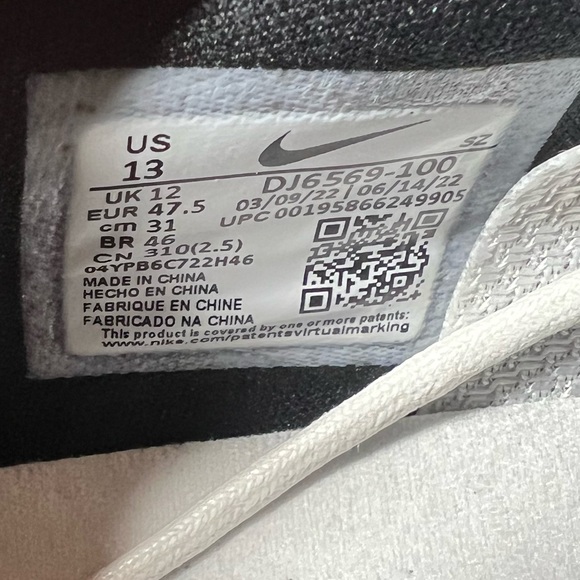 US
13
SZ
UK 12
EUR 47.5
cm 31
BR 46
CN 310(2.5)
DJ6569-100
03/09/22 | 06/14/22
UPC 00195866249905
04YPB6C722H46
MADE IN CHINA
HECHO EN CHINA
FABRIQUE EN CHINE
FABRICADO NA CHINA
This product is covered by one or more patents:
www.nike.com/patentsvirtualmarking